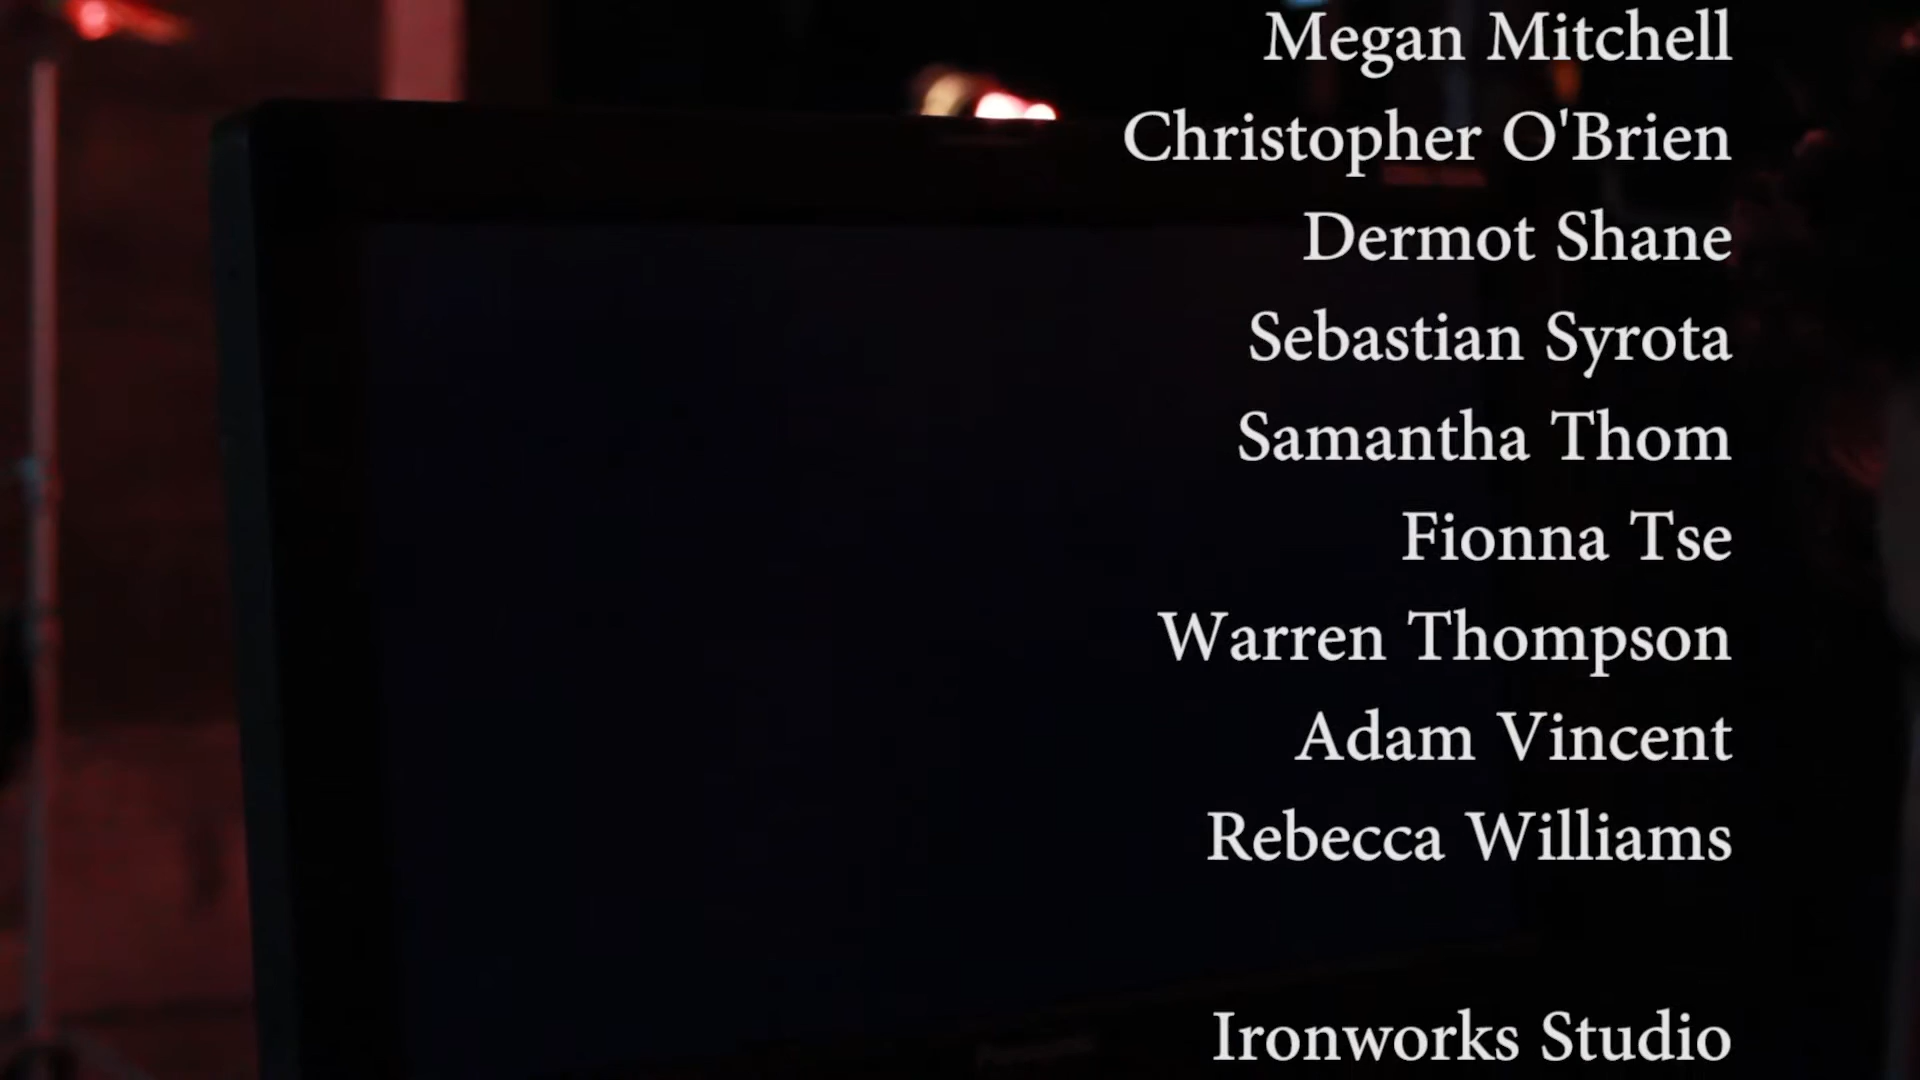 Megan Mitchell
Christopher O'Brien
Dermot Shane
Sebastian Syrota
Samantha Thom
Fionna Tse
Warren Thompson
Adam Vincent
Rebecca Williams
Ironworks Studio